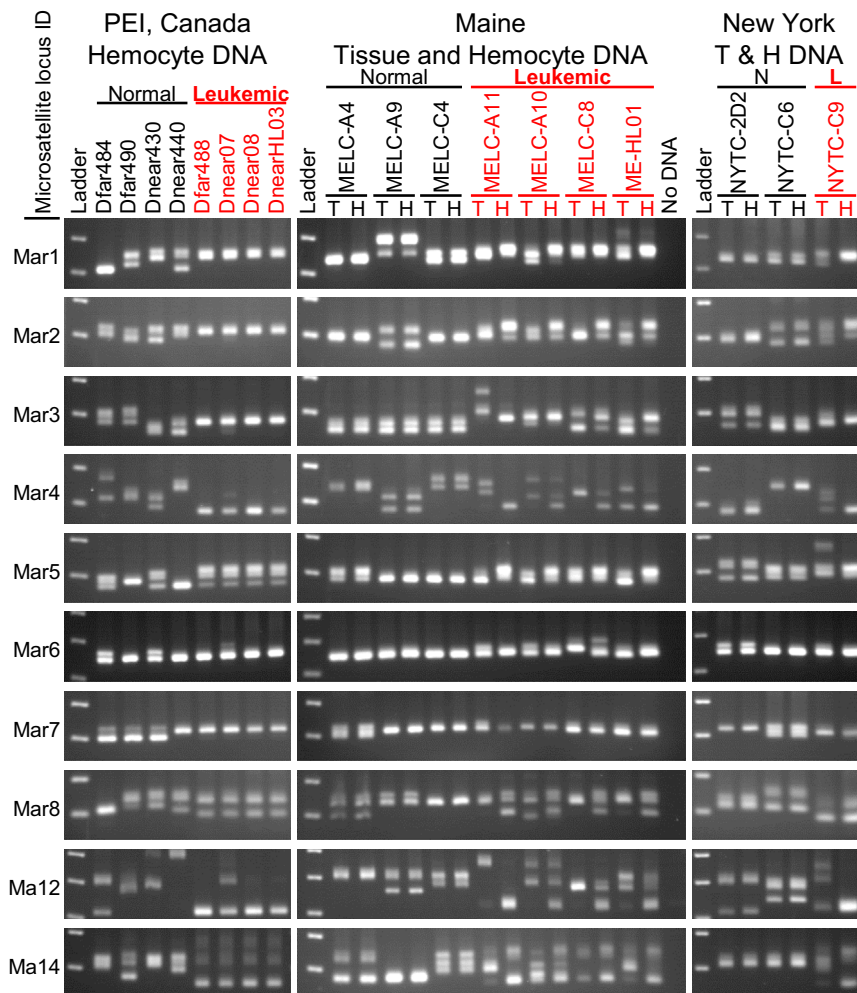 Microsatellite locus ID
PEI, Canada
Hemocyte DNA
Normal
Leukemic
Ladder
Dfar484
Dfar490
Dnear430
Dnear440
Dfar488
Dnear07
Dnear08
DnearHL03
Maine
Tissue and Hemocyte DNA
Normal
Leukemic
Ladder
MELC-A4
MELC-A9
MELC-C4
MELC-A11
MELC-A10
MELC-C8
ME-HL01
No DNA
T H T H T H T H T H T H T H
New York
T & H DNA
N
L
Ladder
NYTC-2D2
NYTC-C6
NYTC-C9
T H T H T H
Mar1
Mar2
Mar3
Mar4
Mar5
Mar6
Mar7
Mar8
Ma12
Ma14